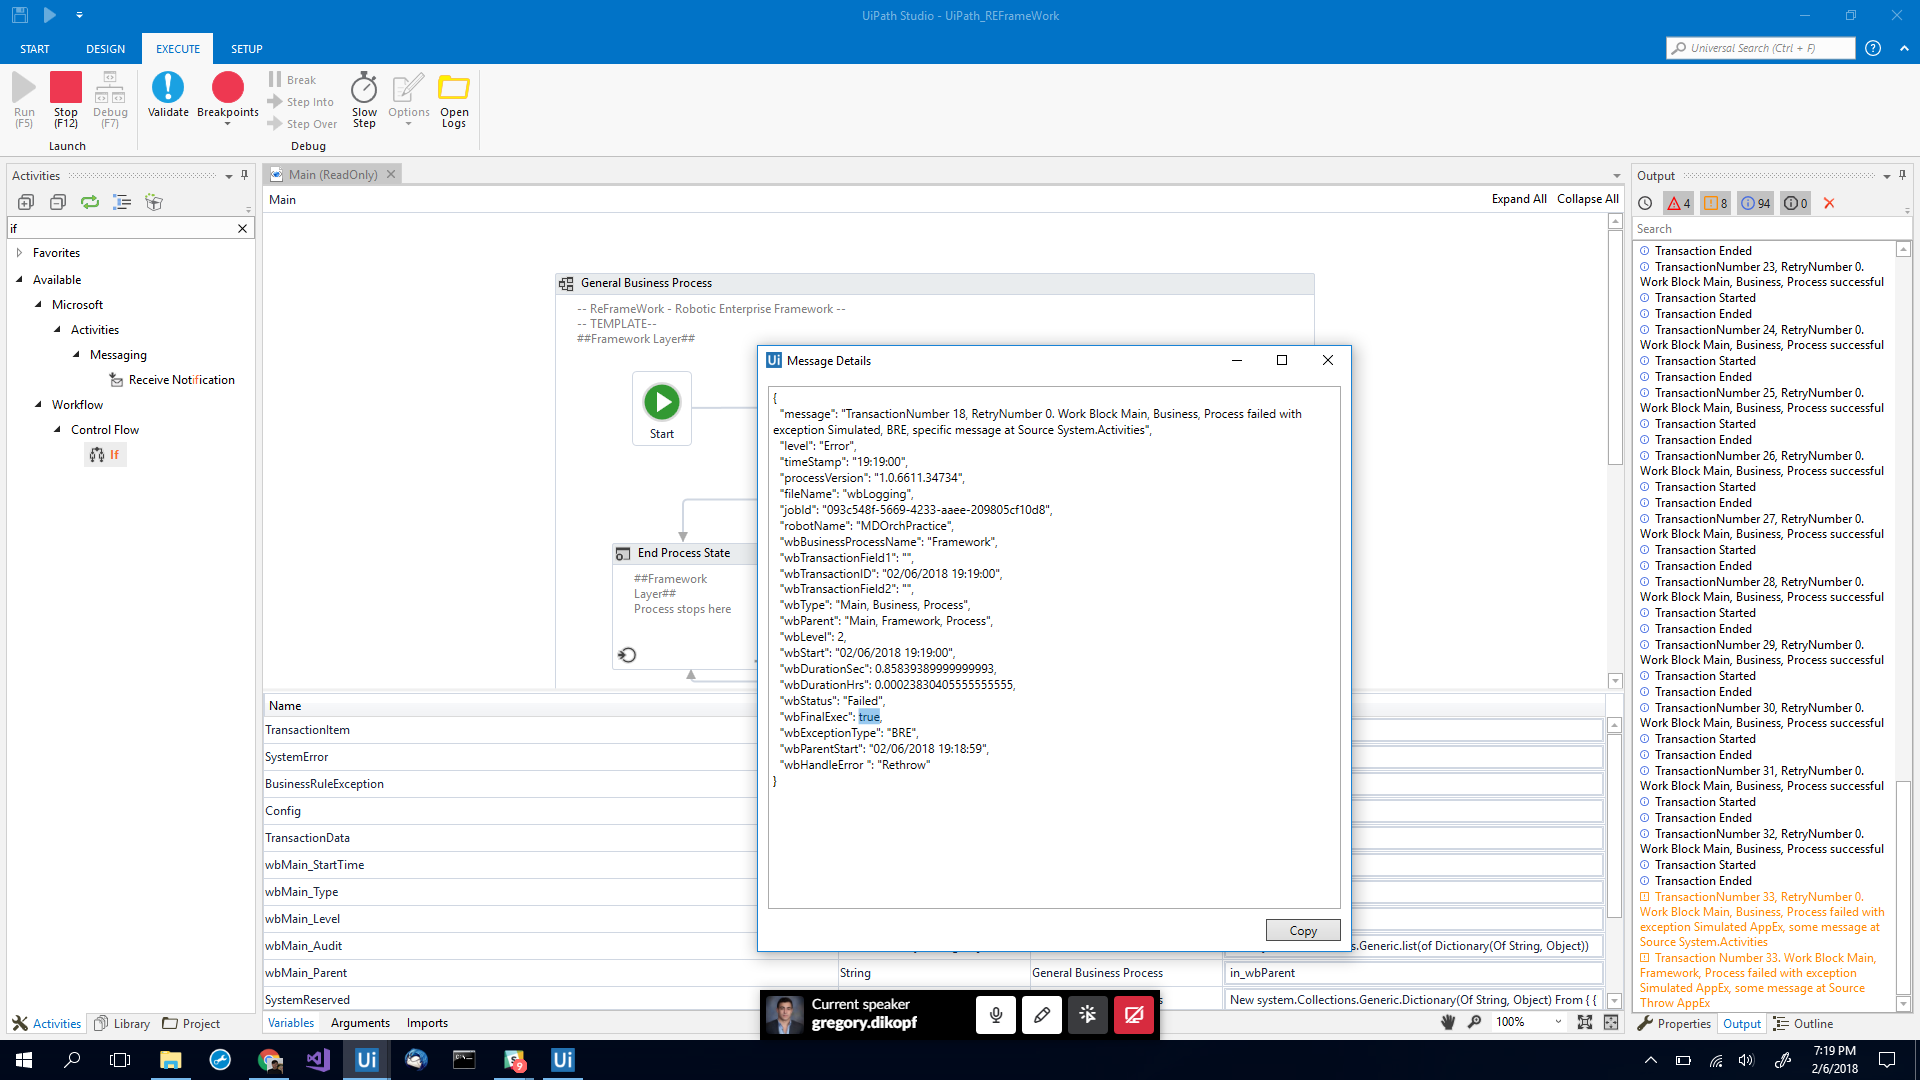 UiPath Studio - UiPath_REFrameWork
START DESIGN EXECUTE SETUP
Universal Search (Ctrl + F)
Run (F5)
Stop (F12)
Debug (F7)
Launch
Validate
Breakpoints
Break
Step Into
Step Over
Slow Step
Options
Open Logs
Debug
Activities
if
Favorites
Available
Microsoft
Activities
Messaging
Receive Notification
Workflow
Control Flow
If
Activities Library Project
Main (ReadOnly)
Main
Expand All Collapse All
General Business Process
-- ReFrameWork - Robotic Enterprise Framework --
-- TEMPLATE--
##Framework Layer##
Start
End Process State
##Framework
Layer##
Process stops here
Name
TransactionItem
SystemError
BusinessRuleException
Config
TransactionData
wbMain_StartTime
wbMain_Type
wbMain_Level
wbMain_Audit
s.Generic.list(of Dictionary(Of String, Object))
wbMain_Parent String General Business Process in_wbParent
SystemReserved
New system.Collections.Generic.Dictionary(Of String, Object) From { {
Variables Arguments Imports
100%
Ui Message Details
{
"message": "TransactionNumber 18, RetryNumber 0. Work Block Main, Business, Process failed with
exception Simulated, BRE, specific message at Source System.Activities",
"level": "Error",
"timeStamp": "19:19:00",
"processVersion": "1.0.6611.34734",
"fileName": "wbLogging",
"jobId": "093c548f-5669-4233-aaee-209805cf10d8",
"robotName": "MDOrchPractice",
"wbBusinessProcessName": "Framework",
"wbTransactionField1": "",
"wbTransactionID": "02/06/2018 19:19:00",
"wbTransactionField2": "",
"wbType": "Main, Business, Process",
"wbParent": "Main, Framework, Process",
"wbLevel": 2,
"wbStart": "02/06/2018 19:19:00",
"wbDurationSec": 0.85839389999999993,
"wbDurationHrs": 0.00023830405555555555,
"wbStatus": "Failed",
"wbFinalExec": true,
"wbExceptionType": "BRE",
"wbParentStart": "02/06/2018 19:18:59",
"wbHandleError ": "Rethrow"
}
Copy
Current speaker
gregory.dikopf
Output
4 8 94 0
Search
Transaction Ended
TransactionNumber 23, RetryNumber 0.
Work Block Main, Business, Process successful
Transaction Started
Transaction Ended
TransactionNumber 24, RetryNumber 0.
Work Block Main, Business, Process successful
Transaction Started
Transaction Ended
TransactionNumber 25, RetryNumber 0.
Work Block Main, Business, Process successful
Transaction Started
Transaction Ended
TransactionNumber 26, RetryNumber 0.
Work Block Main, Business, Process successful
Transaction Started
Transaction Ended
TransactionNumber 27, RetryNumber 0.
Work Block Main, Business, Process successful
Transaction Started
Transaction Ended
TransactionNumber 28, RetryNumber 0.
Work Block Main, Business, Process successful
Transaction Started
Transaction Ended
TransactionNumber 29, RetryNumber 0.
Work Block Main, Business, Process successful
Transaction Started
Transaction Ended
TransactionNumber 30, RetryNumber 0.
Work Block Main, Business, Process successful
Transaction Started
Transaction Ended
TransactionNumber 31, RetryNumber 0.
Work Block Main, Business, Process successful
Transaction Started
Transaction Ended
TransactionNumber 32, RetryNumber 0.
Work Block Main, Business, Process successful
Transaction Started
Transaction Ended
TransactionNumber 33, RetryNumber 0.
Work Block Main, Business, Process failed with
exception Simulated AppEx, some message at
Source System.Activities
Transaction Number 33. Work Block Main,
Framework, Process failed with exception
Simulated AppEx, some message at Source
Throw AppEx
Properties Output Outline
Ui
9
Ui
7:19 PM
2/6/2018